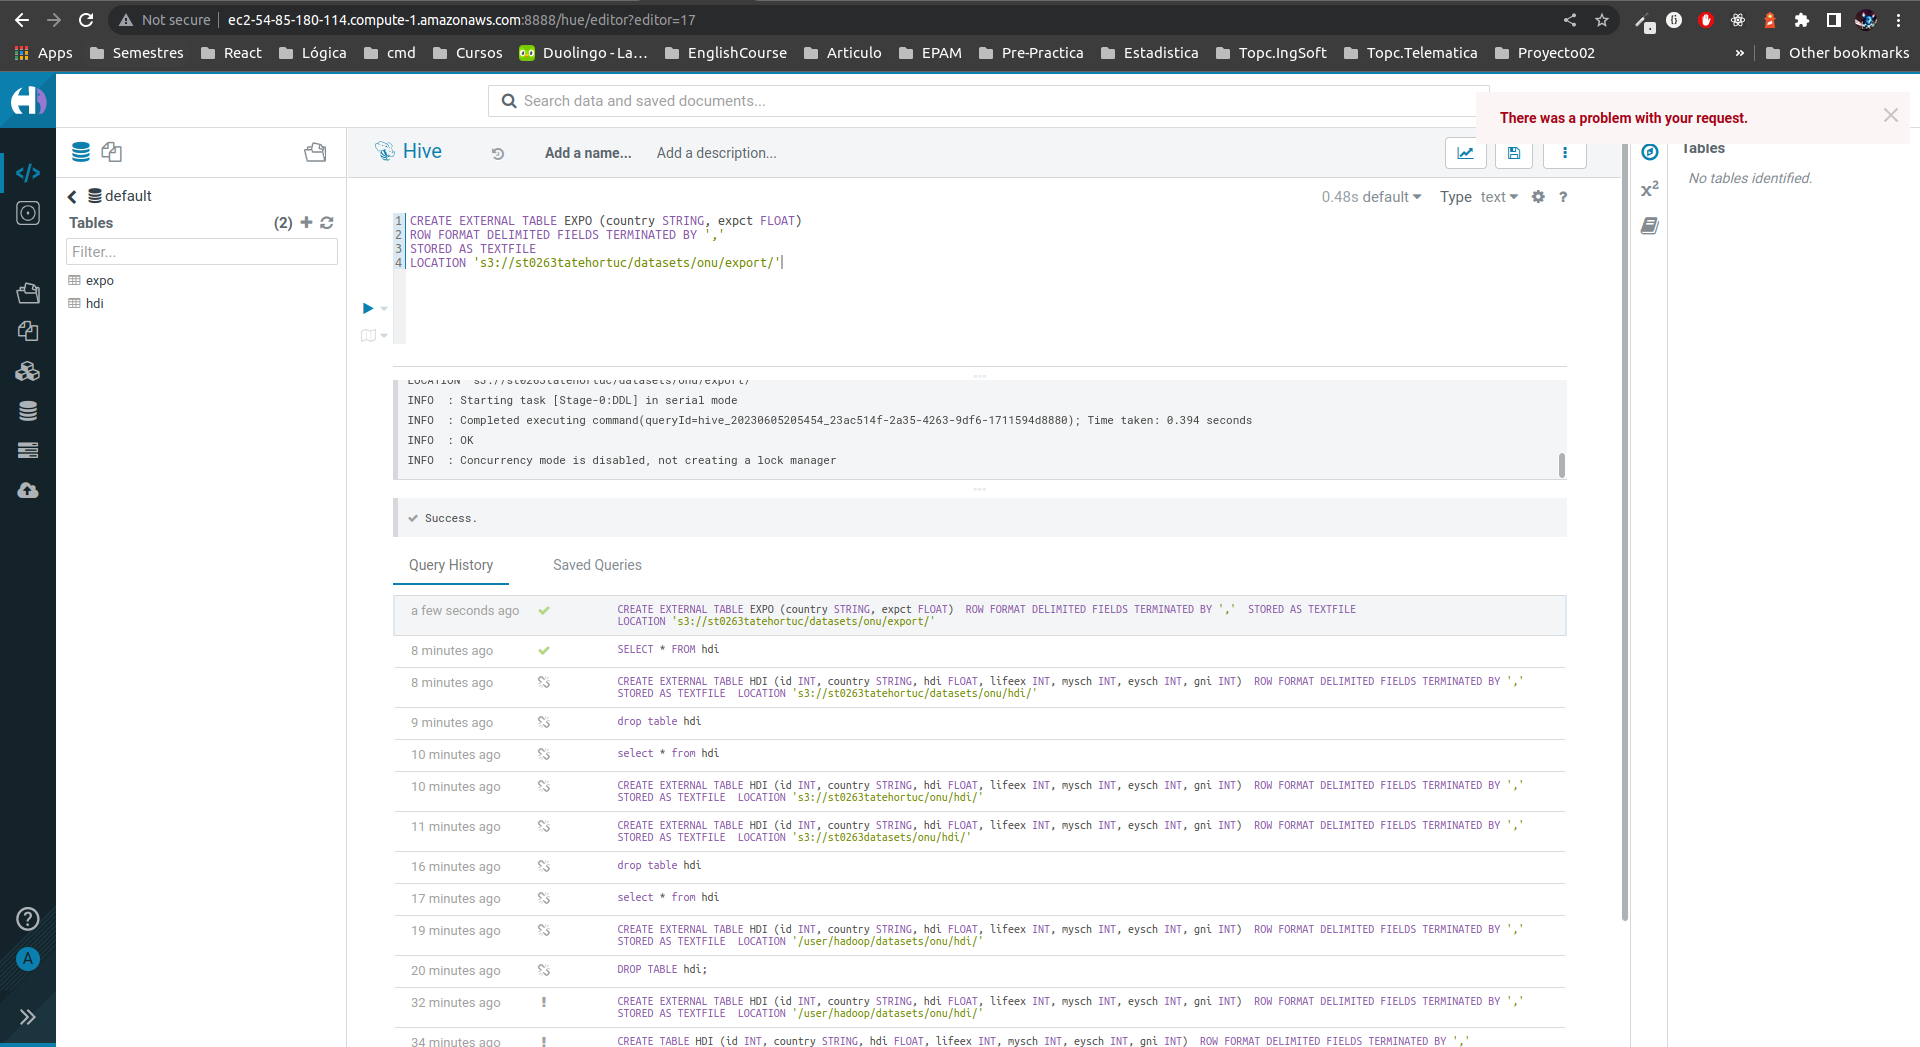 Not secure
ec2-54-85-180-114.compute-1.amazonaws.com:8888/hue/editor?editor=17
Apps
Semestres
React
Lógica
cmd
Cursos
Duolingo - La...
EnglishCourse
Articulo
EPAM
Pre-Practica
Estadistica
Topc.IngSoft
Topc.Telematica
Proyecto02
»
Other bookmarks
Search data and saved documents...
There was a problem with your request.
Hive
Add a name...
Add a description...
Tables
No tables identified.
default
Tables
(2)
Filter...
expo
hdi
0.48s default
Type
text
?
1 CREATE EXTERNAL TABLE EXPO (country STRING, expct FLOAT)
2 ROW FORMAT DELIMITED FIELDS TERMINATED BY ','
3 STORED AS TEXTFILE
4 LOCATION 's3://st0263tatehortuc/datasets/onu/export/'
LOCATION 's3://st0263tatehortuc/datasets/onu/export/'
INFO : Starting task [Stage-0:DDL] in serial mode
INFO : Completed executing command(queryId=hive_20230605205454_23ac514f-2a35-4263-9df6-1711594d8880); Time taken: 0.394 seconds
INFO : OK
INFO : Concurrency mode is disabled, not creating a lock manager
Success.
Query History
Saved Queries
a few seconds ago CREATE EXTERNAL TABLE EXPO (country STRING, expct FLOAT) ROW FORMAT DELIMITED FIELDS TERMINATED BY ',' STORED AS TEXTFILE
LOCATION 's3://st0263tatehortuc/datasets/onu/export/'
8 minutes ago SELECT * FROM hdi
8 minutes ago CREATE EXTERNAL TABLE HDI (id INT, country STRING, hdi FLOAT, lifeex INT, mysch INT, eysch INT, gni INT) ROW FORMAT DELIMITED FIELDS TERMINATED BY ','
STORED AS TEXTFILE LOCATION 's3://st0263tatehortuc/datasets/onu/hdi/'
9 minutes ago drop table hdi
10 minutes ago select * from hdi
10 minutes ago CREATE EXTERNAL TABLE HDI (id INT, country STRING, hdi FLOAT, lifeex INT, mysch INT, eysch INT, gni INT) ROW FORMAT DELIMITED FIELDS TERMINATED BY ','
STORED AS TEXTFILE LOCATION 's3://st0263tatehortuc/onu/hdi/'
11 minutes ago CREATE EXTERNAL TABLE HDI (id INT, country STRING, hdi FLOAT, lifeex INT, mysch INT, eysch INT, gni INT) ROW FORMAT DELIMITED FIELDS TERMINATED BY ','
STORED AS TEXTFILE LOCATION 's3://st0263datasets/onu/hdi/'
16 minutes ago drop table hdi
17 minutes ago select * from hdi
19 minutes ago CREATE EXTERNAL TABLE HDI (id INT, country STRING, hdi FLOAT, lifeex INT, mysch INT, eysch INT, gni INT) ROW FORMAT DELIMITED FIELDS TERMINATED BY ','
STORED AS TEXTFILE LOCATION '/user/hadoop/datasets/onu/hdi/'
20 minutes ago DROP TABLE hdi;
32 minutes ago ! CREATE EXTERNAL TABLE HDI (id INT, country STRING, hdi FLOAT, lifeex INT, mysch INT, eysch INT, gni INT) ROW FORMAT DELIMITED FIELDS TERMINATED BY ','
STORED AS TEXTFILE LOCATION '/user/hadoop/datasets/onu/hdi/'
34 minutes ago ! CREATE TABLE HDI (id INT, country STRING, hdi FLOAT, lifeex INT, mysch INT, eysch INT, gni INT) ROW FORMAT DELIMITED FIELDS TERMINATED BY ','
x²
?
A